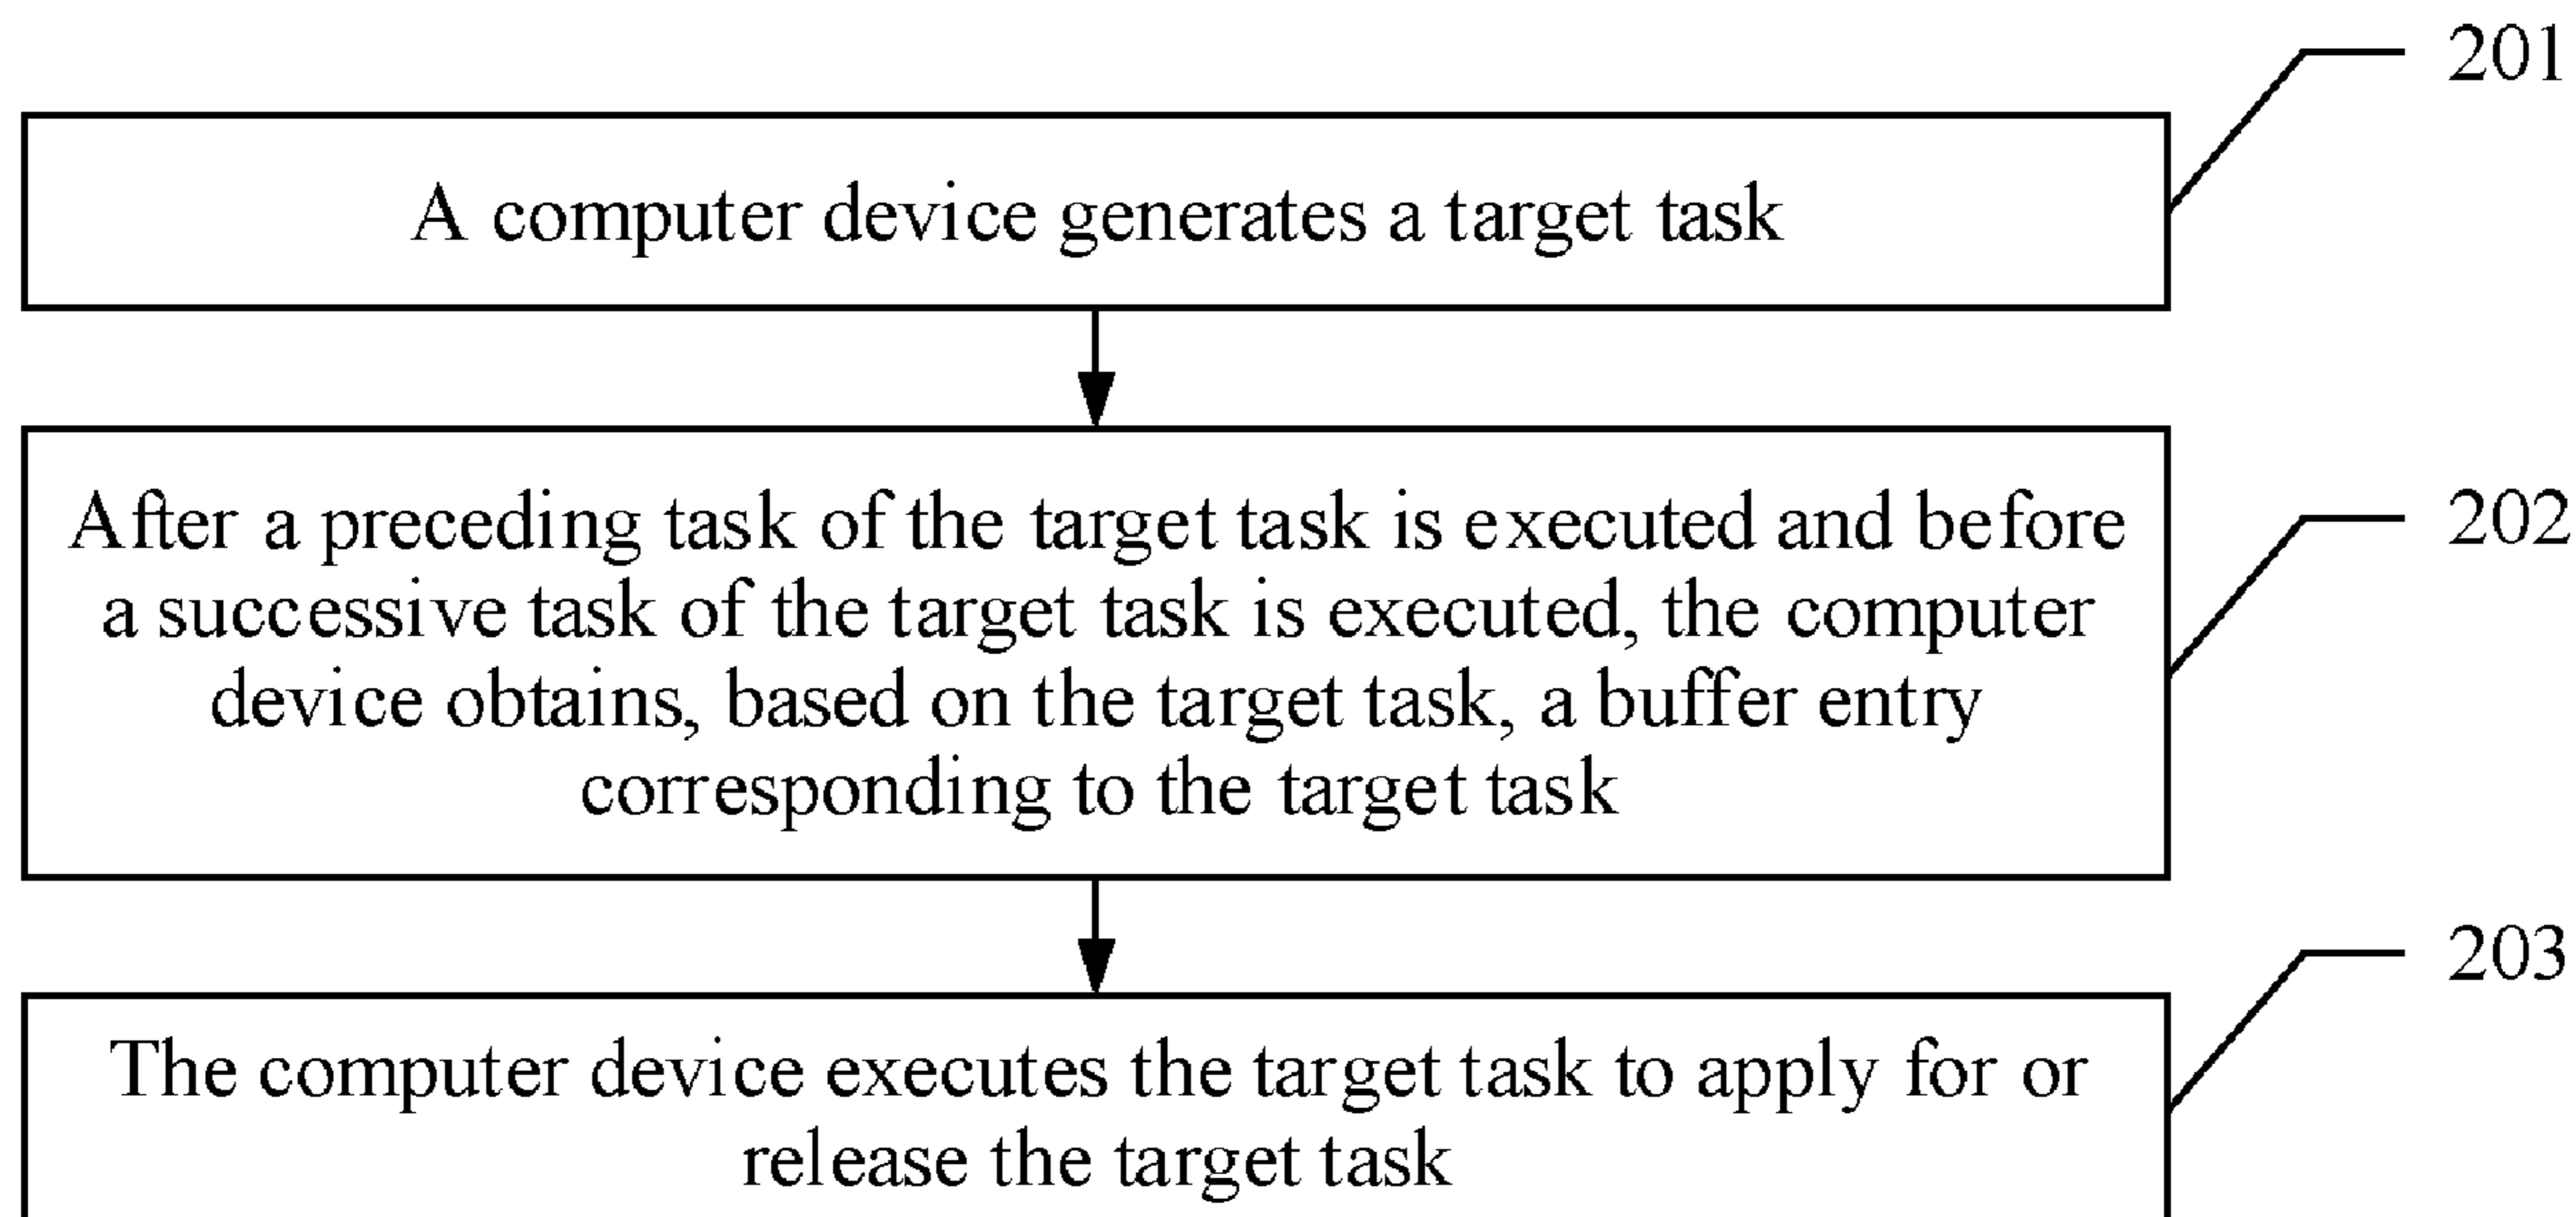 201
A computer device generates a target task
After a preceding task of the target task is executed and before
a successive task of the target task is executed, the computer
device obtains, based on the target task, a buffer entry
corresponding to the target task
202
The computer device executes the target task to apply for or
release the target task
203